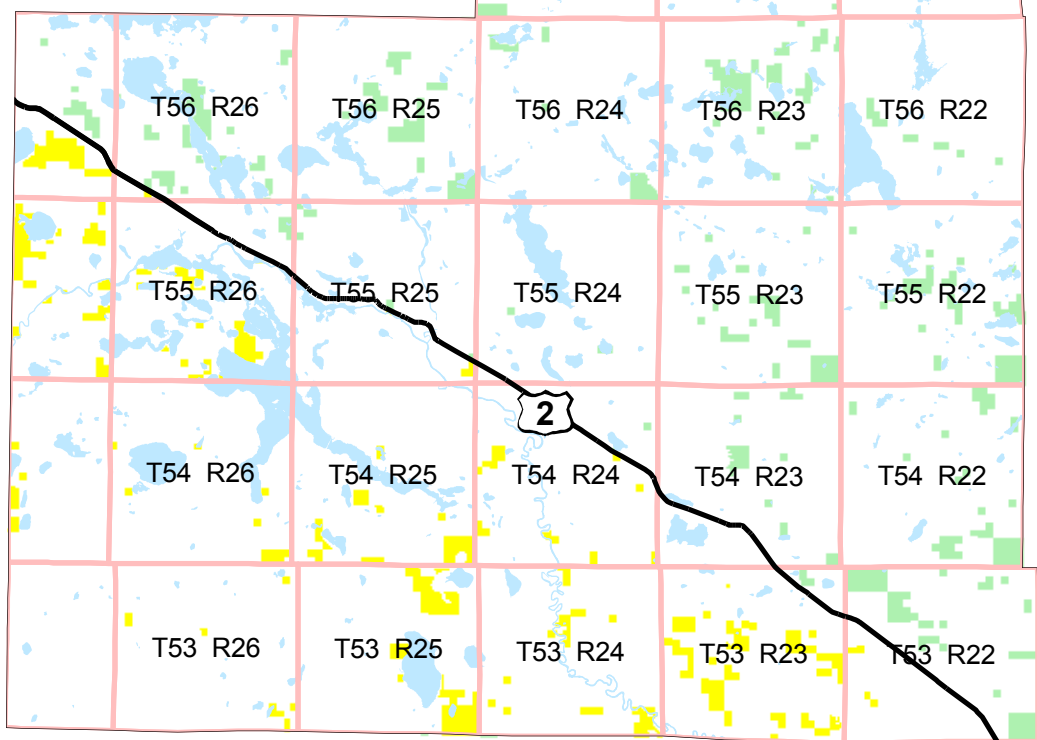 T56 R26
T56 R25
T56 R24
T56 R23
T56 R22
T55 R26
T55 R25
T55 R24
T55 R23
T55 R22
2
T54 R26
T54 R25
T54 R24
T54 R23
T54 R22
T53 R26
T53 R25
T53 R24
T53 R23
T53 R22